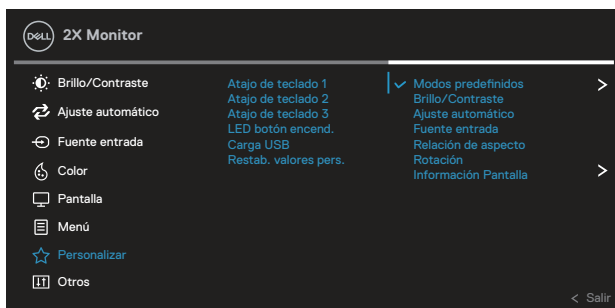 DELL 2X Monitor
Brillo/Contraste
Ajuste automático
Fuente entrada
Color
Pantalla
Menú
Personalizar
Otros
Atajo de teclado 1
Atajo de teclado 2
Atajo de teclado 3
LED botón encend.
Carga USB
Restab. valores pers.
Modos predefinidos
Brillo/Contraste
Ajuste automático
Fuente entrada
Relación de aspecto
Rotación
Información Pantalla
Salir